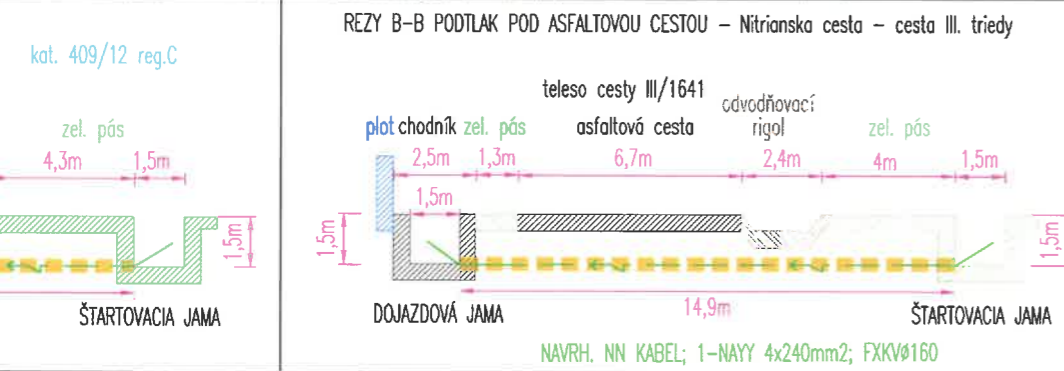 kat. 409/12 reg.C
zel. pás
4,3m 1,5m
1,5m
ŠTARTOVACIA JAMA
REZY B-B PODTLAK POD ASFALTOVOU CESTOU - Nitrianska cesta - cesta III. triedy
teleso cesty III/1641
odvodňovací
plot chodník zel. pás asfaltová cesta rigol zel. pás
2,5m 1,3m 6,7m 2,4m 4m 1,5m
1,5m
1,5m
1,5m
14,9m
DOJAZDOVÁ JAMA
ŠTARTOVACIA JAMA
NAVRH. NN KABEL; 1-NAYY 4x240mm2; FXKVø160